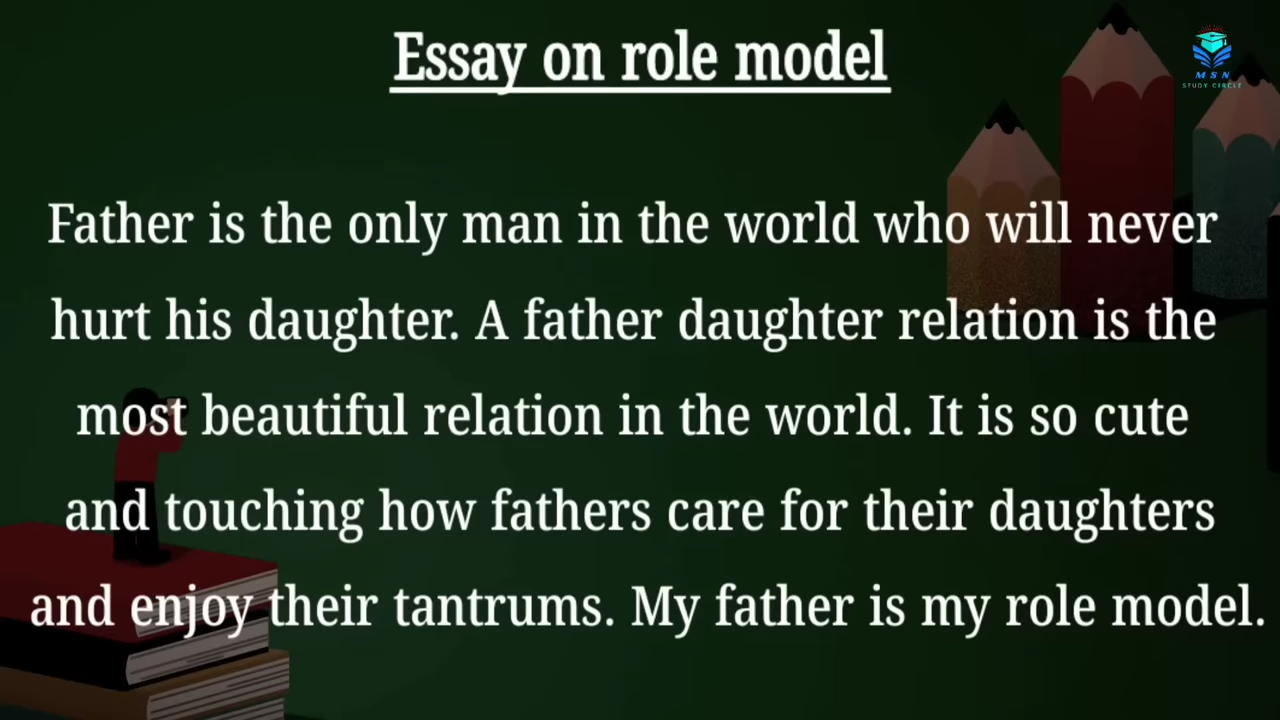 Essay on role model
MSN
STUDY CIRCLE
Father is the only man in the world who will never
hurt his daughter. A father daughter relation is the
most beautiful relation in the world. It is so cute
and touching how fathers care for their daughters
and enjoy their tantrums. My father is my role model.